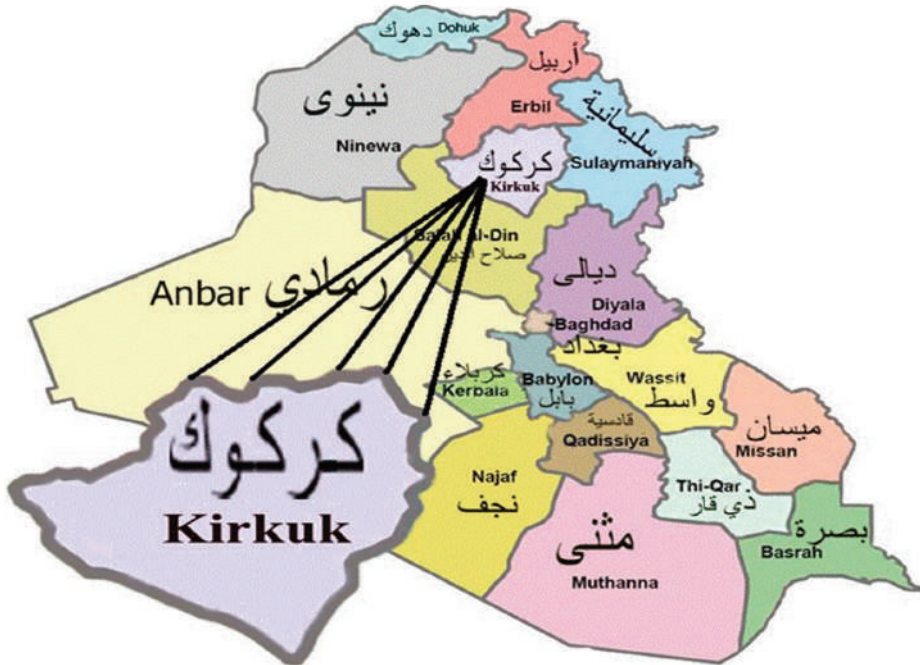 دهوك Dohuk
أربيل
Erbil
نينوى
Ninewa
سليمانية
Sulaymaniyah
كركوك
Kirkuk
Salah al-Din
صلاح الدين
Anbar رمادي
ديالى
Diyala
Baghdad
بغداد
كربلاء
Kerbala
Babylon
بابل
Wassit
واسط
ميسان
Missan
قادسية
Qadissiya
كركوك
Kirkuk
Najaf
نجف
Thi-Qar
ذي قار
بصرة
Basrah
مثنى
Muthanna